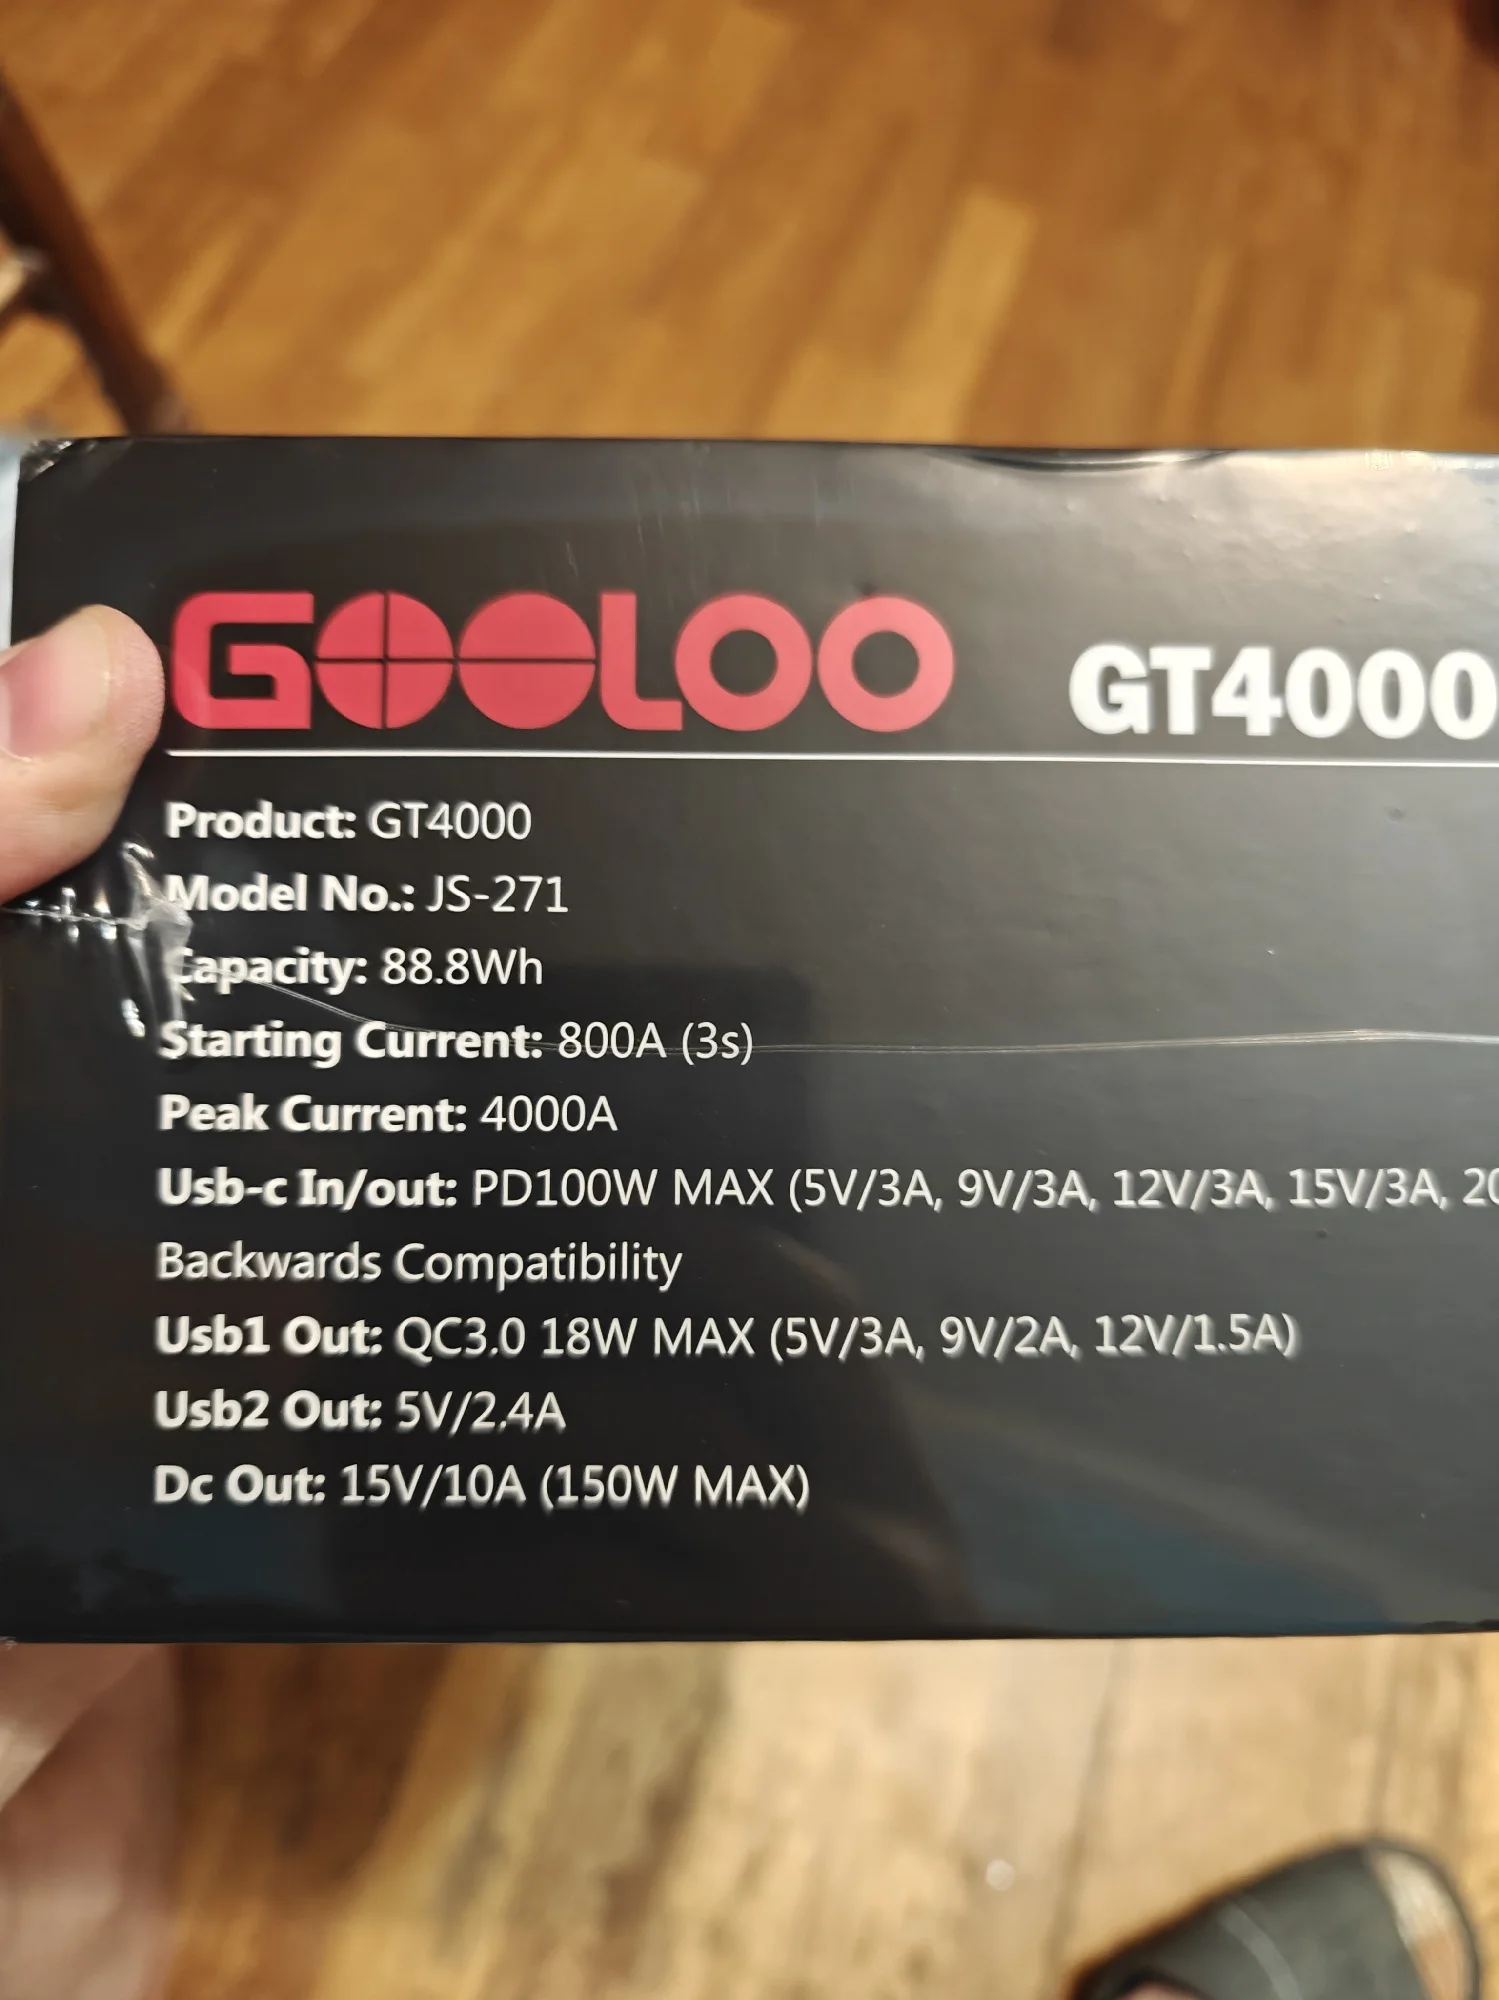 GOOLOO GT4000
Product: GT4000
Model No.: JS-271
Capacity: 88.8Wh
Starting Current: 800A (3s)
Peak Current: 4000A
Usb-c In/out: PD100W MAX (5V/3A, 9V/3A, 12V/3A, 15V/3A, 20
Backwards Compatibility
Usb1 Out: QC3.0 18W MAX (5V/3A, 9V/2A, 12V/1.5A)
Usb2 Out: 5V/2.4A
Dc Out: 15V/10A (150W MAX)